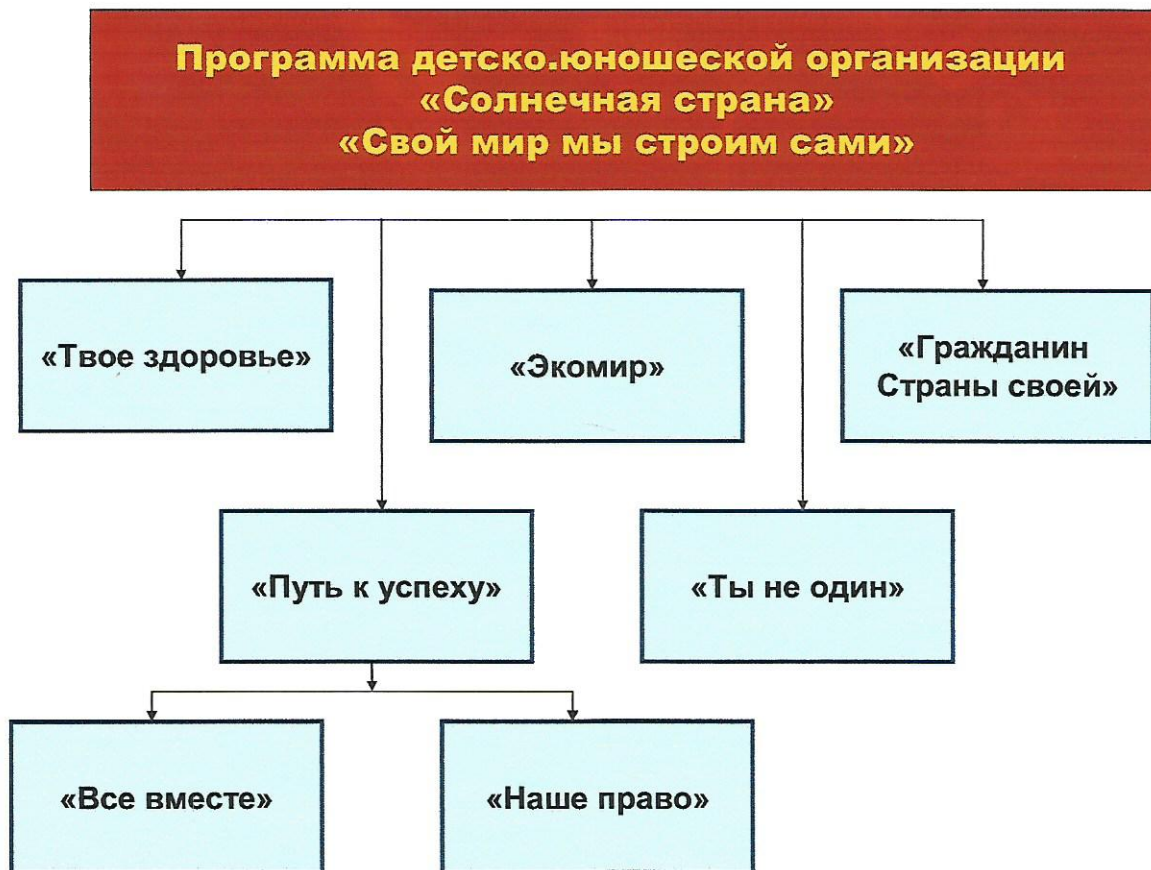 Программа детско.юношеской организации
«Солнечная страна»
«Свой мир мы строим сами»
«Твое здоровье»
«Экомир»
«Гражданин
Страны своей»
«Путь к успеху»
«Ты не один»
«Все вместе»
«Наше право»